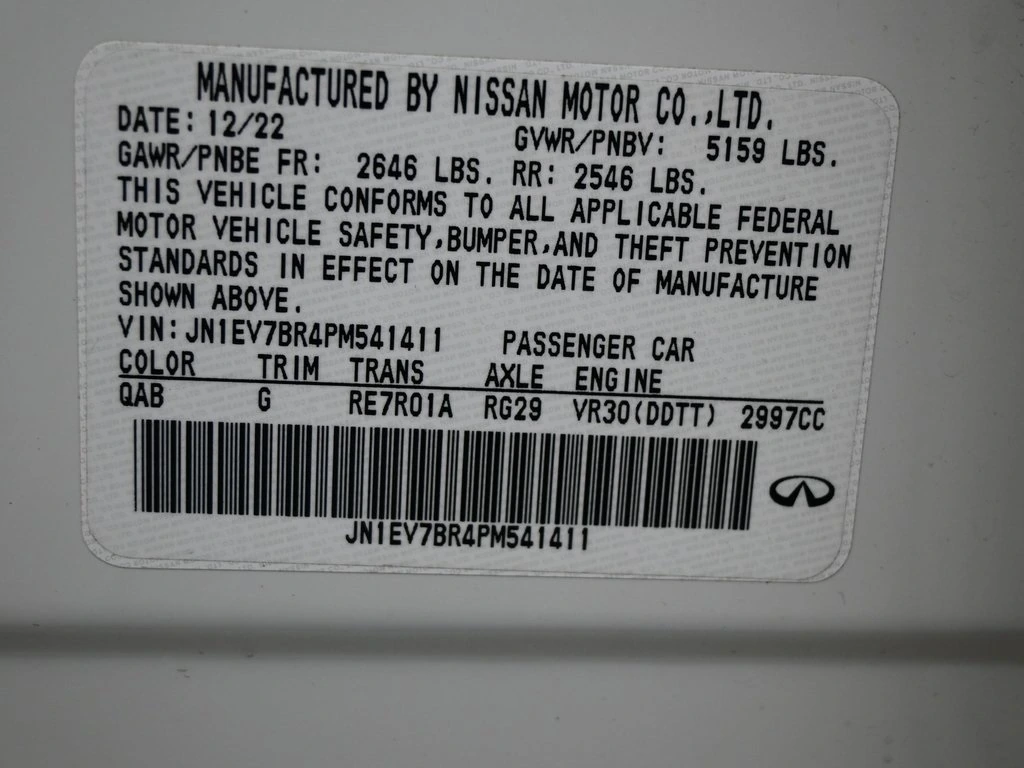 MANUFACTURED BY NISSAN MOTOR CO.,LTD.
DATE: 12/22 GVWR/PNBV: 5159 LBS.
GAWR/PNBE FR: 2646 LBS. RR: 2546 LBS.
THIS VEHICLE CONFORMS TO ALL APPLICABLE FEDERAL
MOTOR VEHICLE SAFETY,BUMPER,AND THEFT PREVENTION
STANDARDS IN EFFECT ON THE DATE OF MANUFACTURE
SHOWN ABOVE.
VIN:JN1EV7BR4PM541411 PASSENGER CAR
COLOR TRIM TRANS AXLE ENGINE
QAB G RE7R01A RG29 VR30(DDTT) 2997CC
JN1EV7BR4PM541411